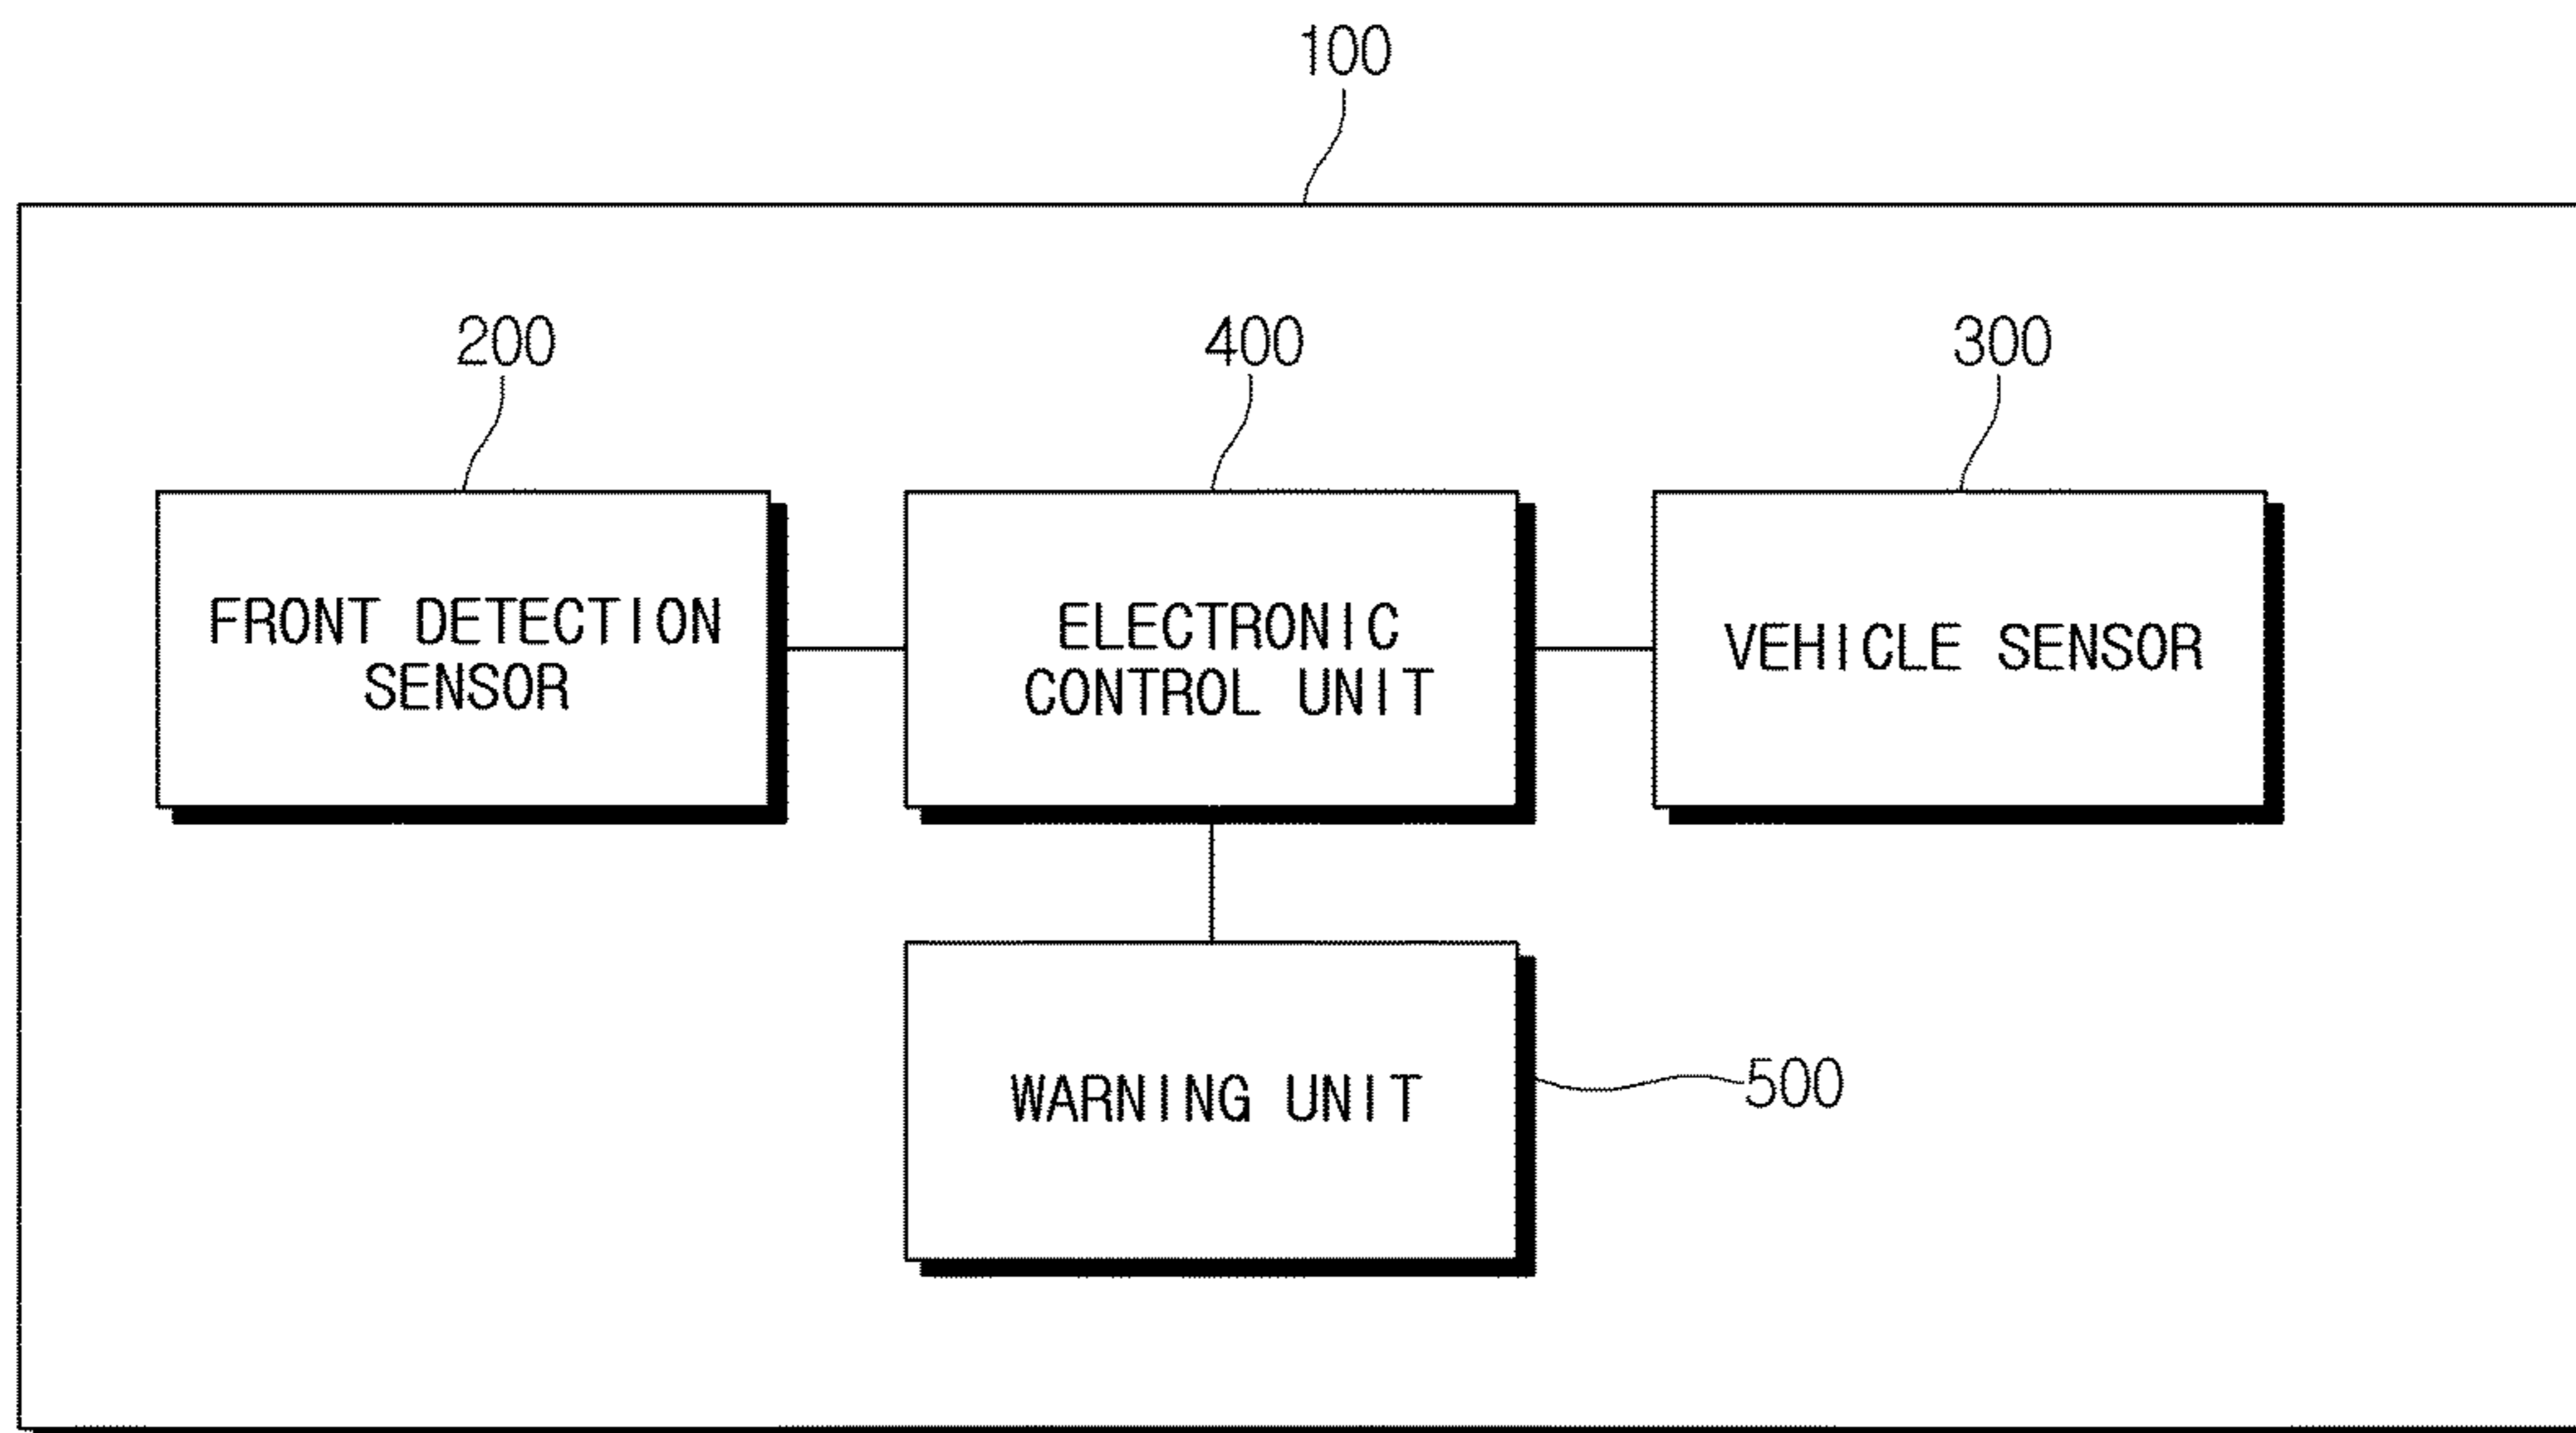 100
200
400
300
FRONT DETECTION
SENSOR
ELECTRONIC
CONTROL UNIT
VEHICLE SENSOR
WARNING UNIT
500